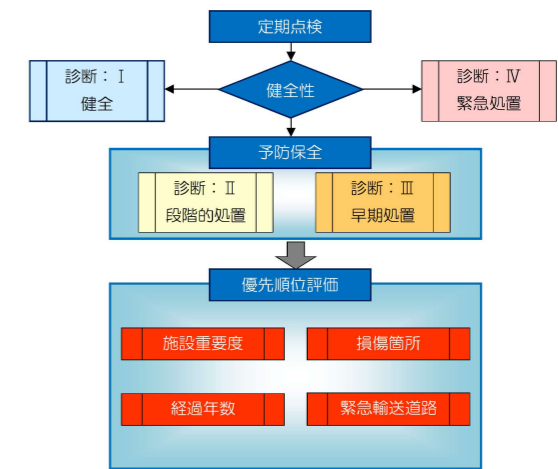 定期点検
診断：Ⅰ
健全
健全性
診断：Ⅳ
緊急処置
予防保全
診断：Ⅱ
段階的処置
診断：Ⅲ
早期処置
優先順位評価
施設重要度
損傷箇所
経過年数
緊急輸送道路